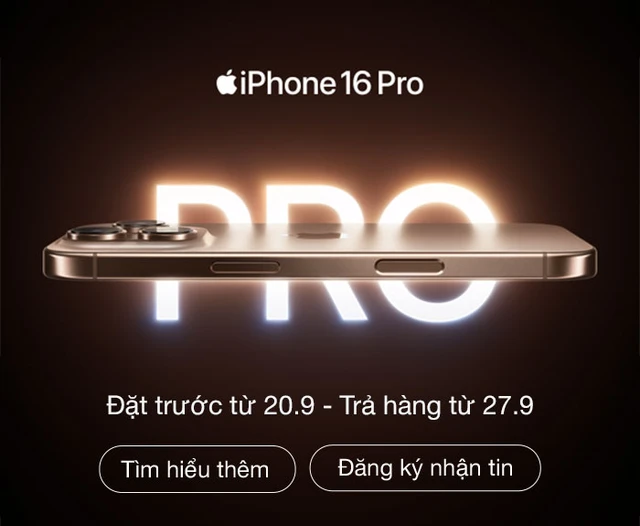 iPhone 16 Pro
PRO
Đặt trước từ 20.9 - Trả hàng từ 27.9
Tìm hiểu thêm
Đăng ký nhận tin